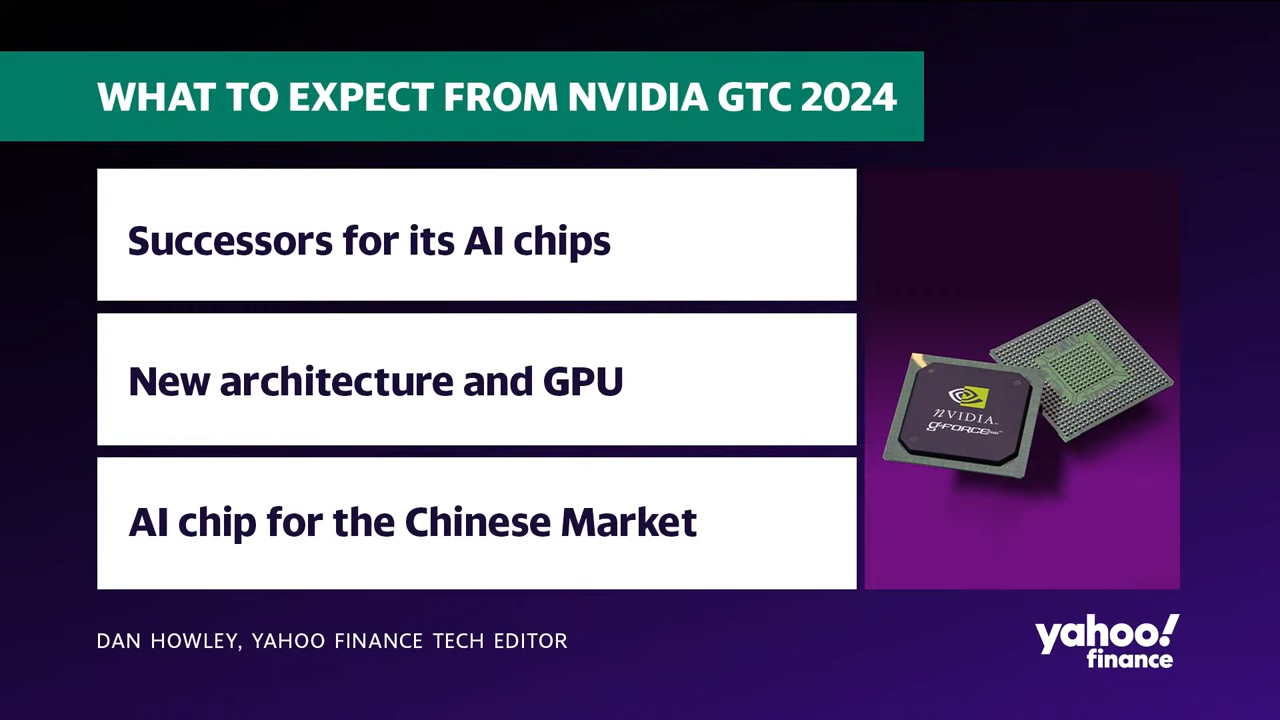 WHAT TO EXPECT FROM NVIDIA GTC 2024
Successors for its AI chips
New architecture and GPU
AI chip for the Chinese Market
nVIDIA
GEFORCE
DAN HOWLEY, YAHOO FINANCE TECH EDITOR
yahoo!
finance